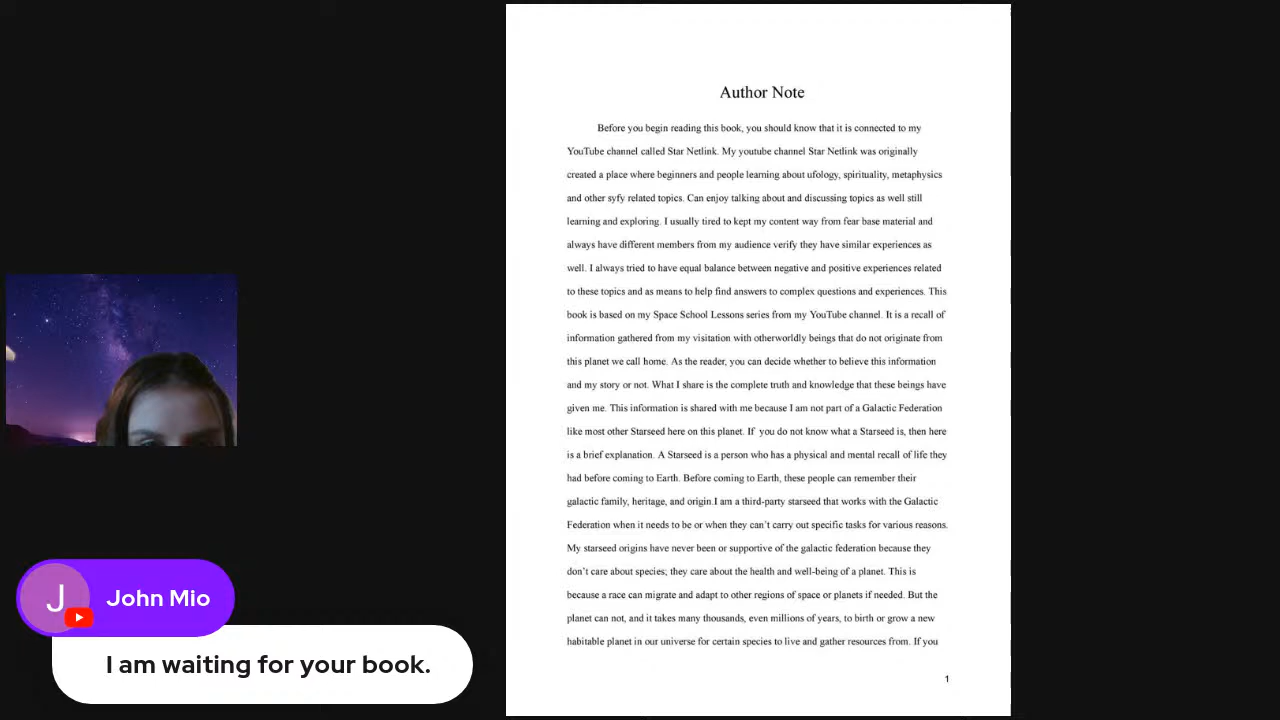 Author Note
Before you begin reading this book, you should know that it is connected to my
YouTube channel called Star Netlink. My youtube channel Star Netlink was originally
created a place where beginners and people learning about ufology, spirituality, metaphysics
and other syfy related topics. Can enjoy talking about and discussing topics as well still
learning and exploring. I usually tired to kept my content way from fear base material and
always have different members from my audience verify they have similar experiences as
well. I always tried to have equal balance between negative and positive experiences related
to these topics and as means to help find answers to complex questions and experiences. This
book is based on my Space School Lessons series from my YouTube channel. It is a recall of
information gathered from my visitation with otherworldly beings that do not originate from
this planet we call home. As the reader, you can decide whether to believe this information
and my story or not. What I share is the complete truth and knowledge that these beings have
given me. This information is shared with me because I am not part of a Galactic Federation
like most other Starseed here on this planet. If  you do not know what a Starseed is, then here
is a brief explanation. A Starseed is a person who has a physical and mental recall of life they
had before coming to Earth. Before coming to Earth, these people can remember their
galactic family, heritage, and origin.I am a third-party starseed that works with the Galactic
Federation when it needs to be or when they can't carry out specific tasks for various reasons.
My starseed origins have never been or supportive of the galactic federation because they
don't care about species; they care about the health and well-being of a planet. This is
because a race can migrate and adapt to other regions of space or planets if needed. But the
planet can not, and it takes many thousands, even millions of years, to birth or grow a new
habitable planet in our universe for certain species to live and gather resources from. If you
1
J
John Mio
I am waiting for your book.